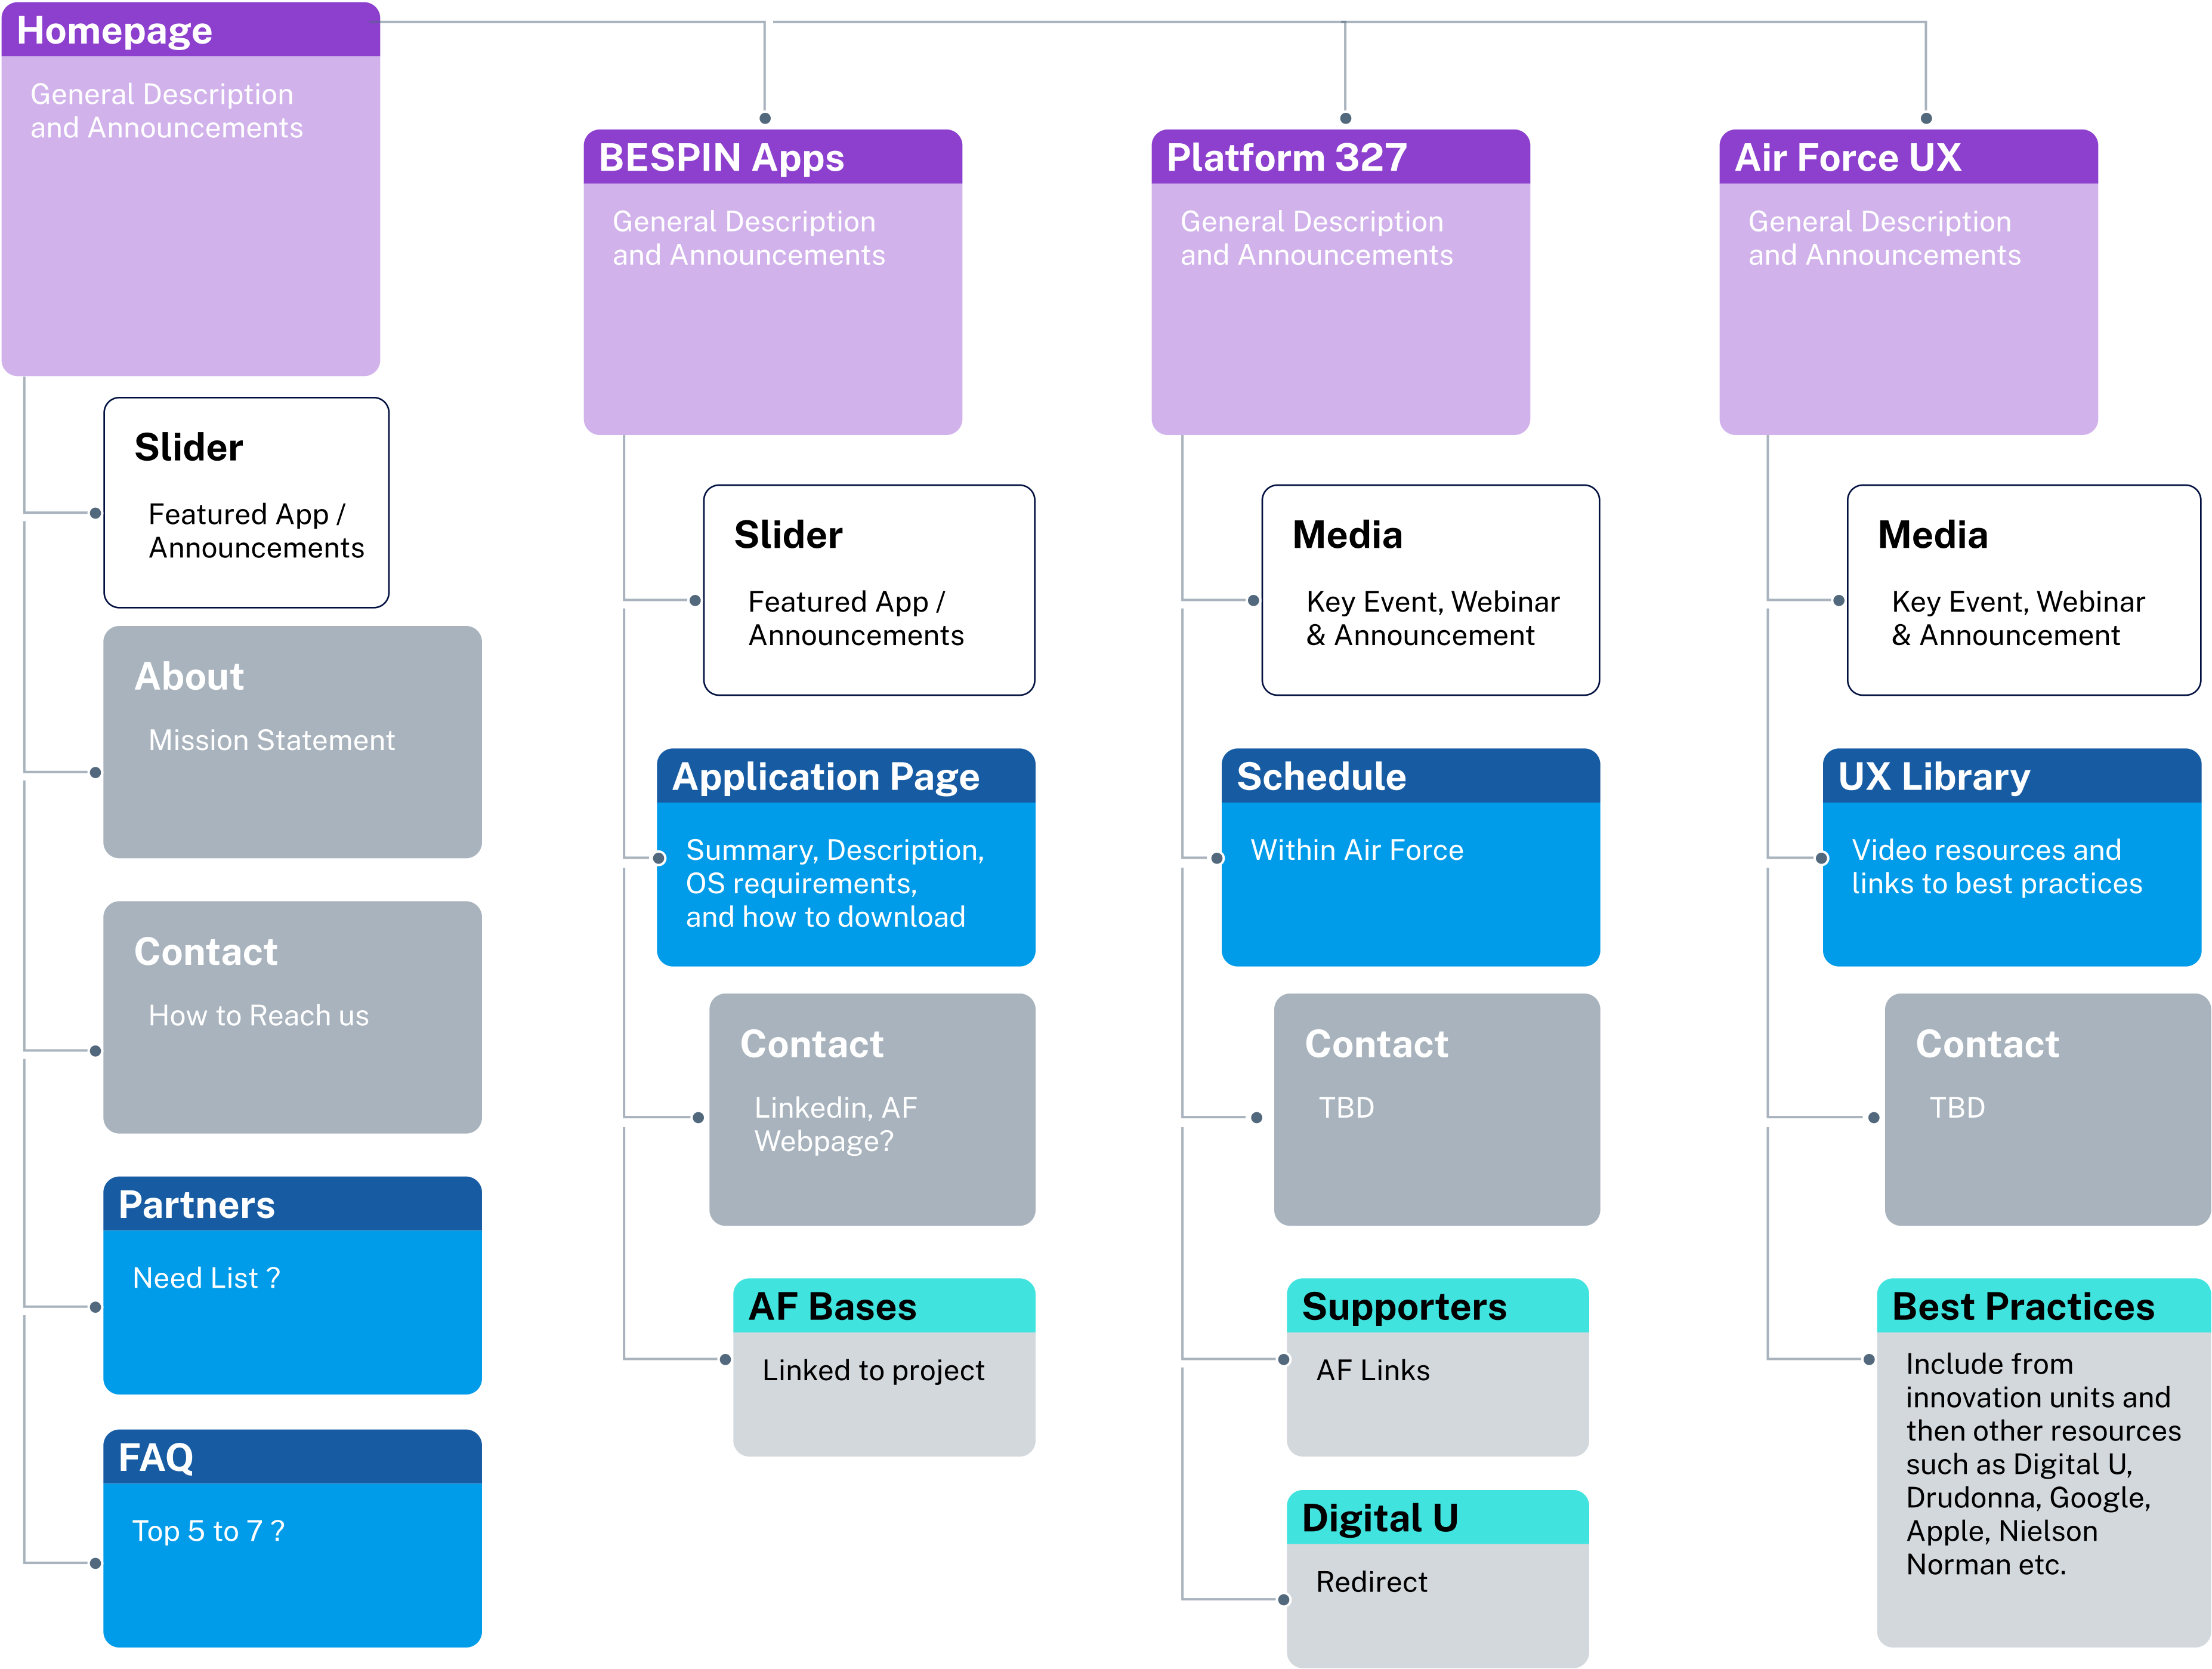 Homepage
General Description
and Announcements
Slider
Featured App /
Announcements
About
Mission Statement
Contact
How to Reach us
Partners
Need List ?
FAQ
Top 5 to 7 ?
BESPIN Apps
General Description
and Announcements
Slider
Featured App /
Announcements
Application Page
Summary, Description,
OS requirements,
and how to download
Contact
Linkedin, AF
Webpage?
AF Bases
Linked to project
Platform 327
General Description
and Announcements
Media
Key Event, Webinar
& Announcement
Schedule
Within Air Force
Contact
TBD
Supporters
AF Links
Digital U
Redirect
Air Force UX
General Description
and Announcements
Media
Key Event, Webinar
& Announcement
UX Library
Video resources and
links to best practices
Contact
TBD
Best Practices
Include from
innovation units and
then other resources
such as Digital U,
Drudonna, Google,
Apple, Nielson
Norman etc.